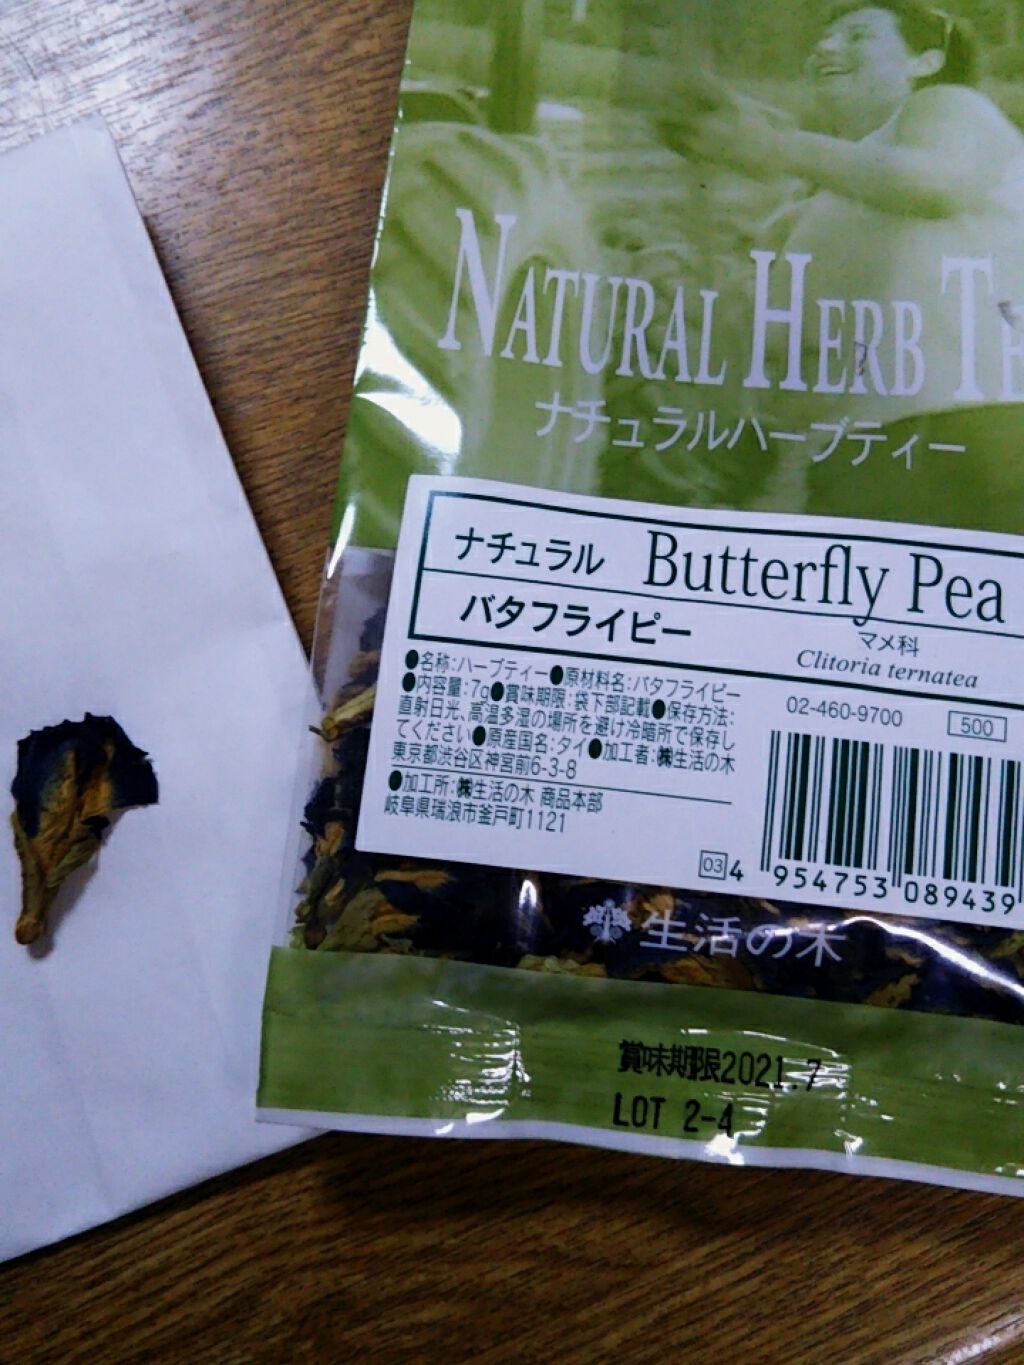 NATURAL HERB TE
ナチュラルハーブティー
ナチュラル Butterfly Pea
バタフライピー
マメ科
Clitoria ternatea
●名称:ハーブティー●原材料名:バタフライピー
●内容量:7g●賞味期限:袋下部記載●保存方法:
直射日光、高温多湿の場所を避け冷暗所で保存し
てください●原産国名:タイ●加工者:㈱生活の木
東京都渋谷区神宮前6-3-8
●加工所:㈱生活の木 商品本部
岐阜県瑞浪市釜戸町1121
02-460-9700 500
03 4 954753 089439
生活の木
賞味期限2021.7
LOT 2-4